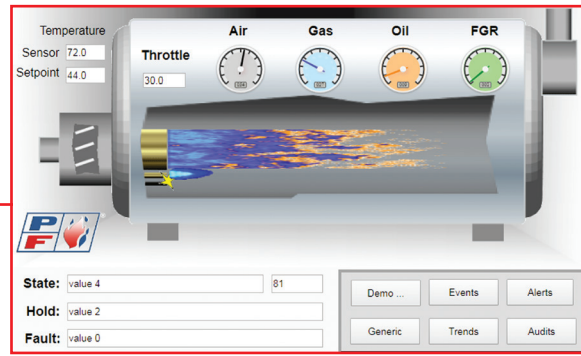 Temperature
Sensor 72.0
Setpoint 44.0
Throttle
30.0
Air Gas Oil FGR
PF
State: value 4 81
Hold: value 2
Fault: value 0
Demo ... Events Alerts
Generic Trends Audits